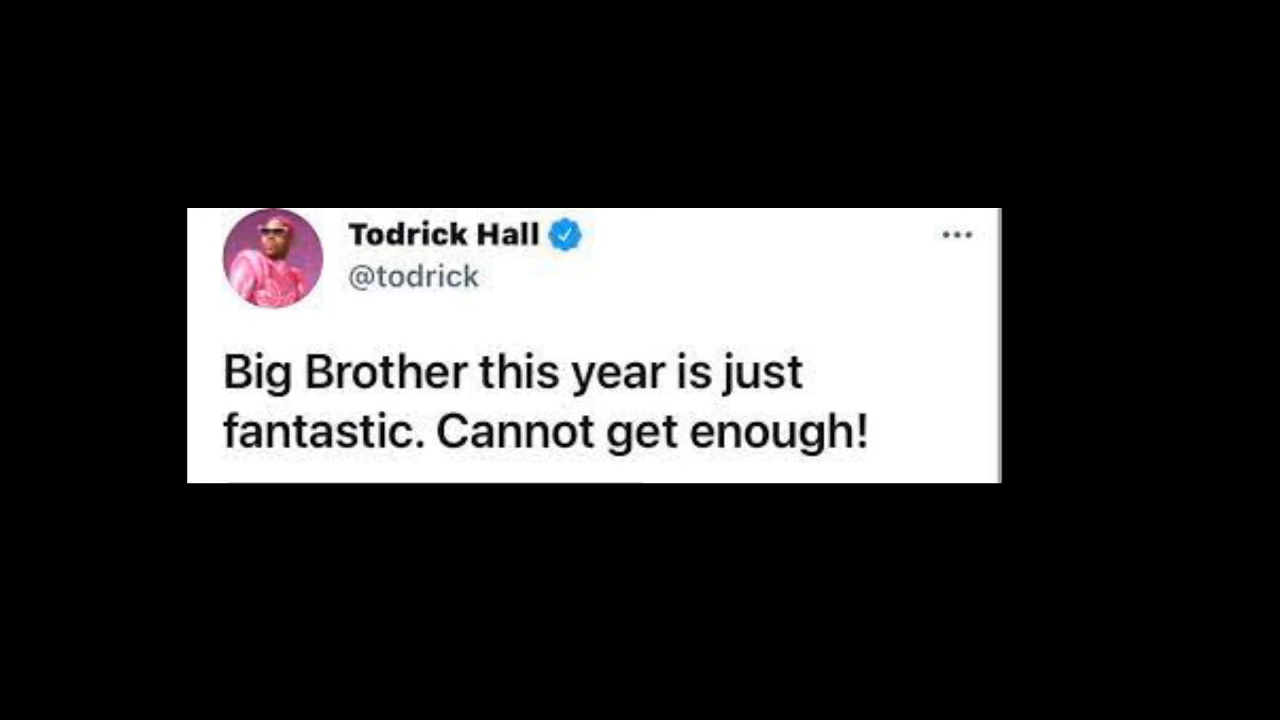 Todrick Hall
@todrick
Big Brother this year is just
fantastic. Cannot get enough!